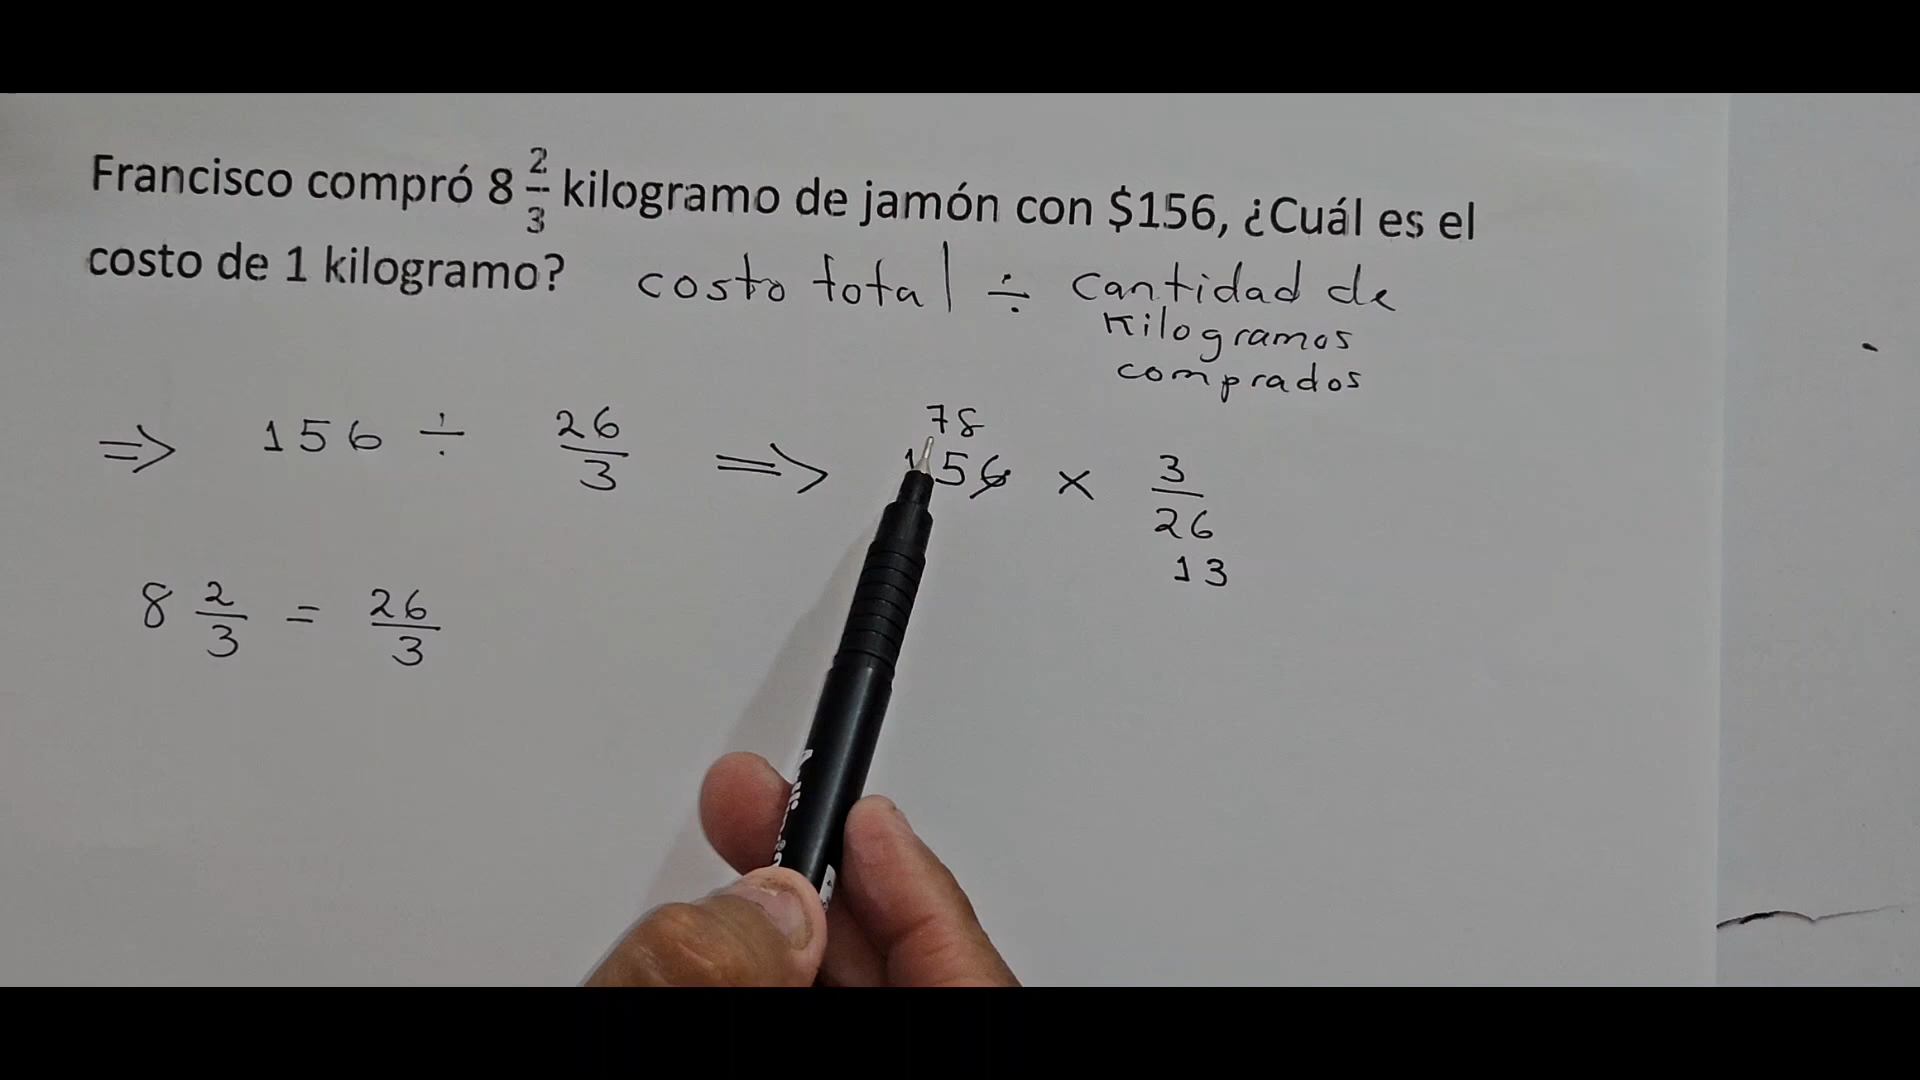 Francisco compró 8 2/3 kilogramo de jamón con $156, ¿Cuál es el
costo de 1 kilogramo?
costo total ÷ cantidad de
kilogramos
comprados
⇒ 156 ÷ 26/3 ⇒ 156 × 3/26
78
13
8 2/3 = 26/3